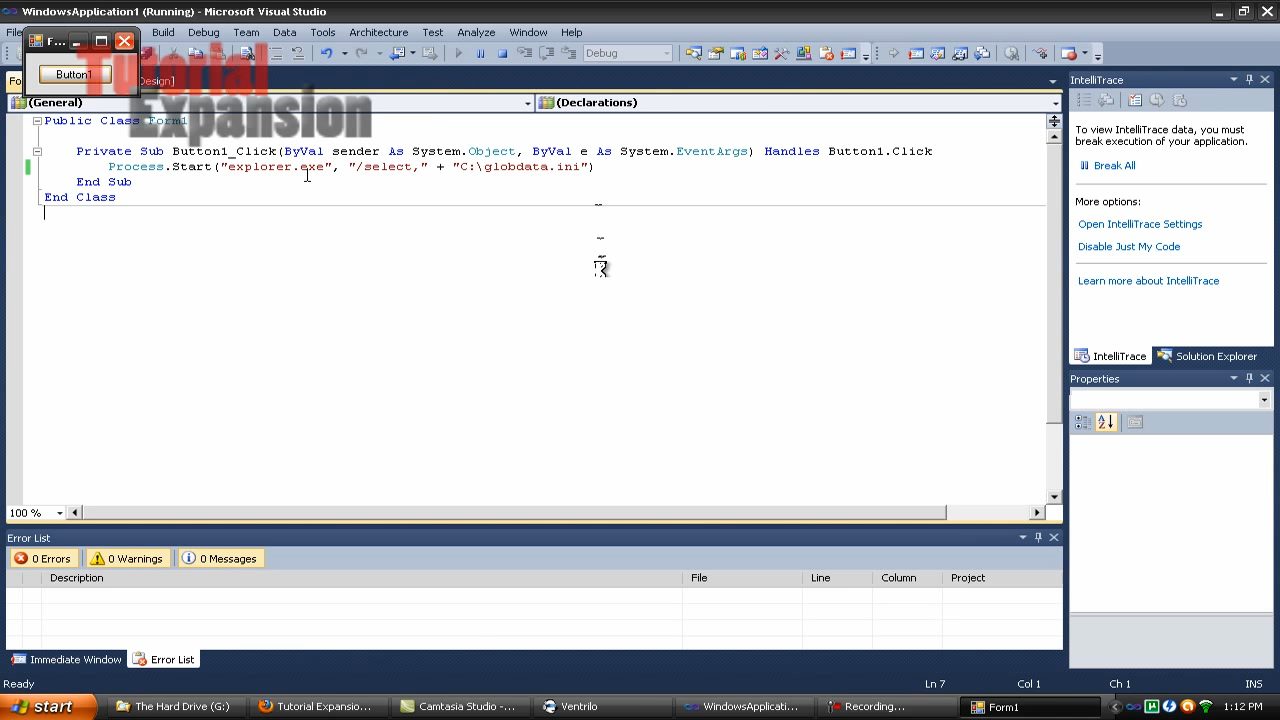 WindowsApplication1 (Running) - Microsoft Visual Studio
Build Debug Team Data Tools Architecture Test Analyze Window Help
F...
Debug
Button1
Design]
Tutorial
Expansion
(General)
(Declarations)
Public Class Form1
Private Sub Button1_Click(ByVal sender As System.Object, ByVal e As System.EventArgs) Handles Button1.Click
Process.Start("explorer.exe", "/select," + "C:\globdata.ini")
End Sub
End Class
100 %
IntelliTrace
To view IntelliTrace data, you must
break execution of your application.
Break All
More options:
Open IntelliTrace Settings
Disable Just My Code
Learn more about IntelliTrace
IntelliTrace
Solution Explorer
Properties
Error List
0 Errors
0 Warnings
0 Messages
Description
File
Line
Column
Project
Immediate Window
Error List
Ready
Ln 7
Col 1
Ch 1
INS
start
The Hard Drive (G:)
Tutorial Expansio...
Camtasia Studio -...
Ventrilo
WindowsApplicati...
Recording...
Form1
1:12 PM